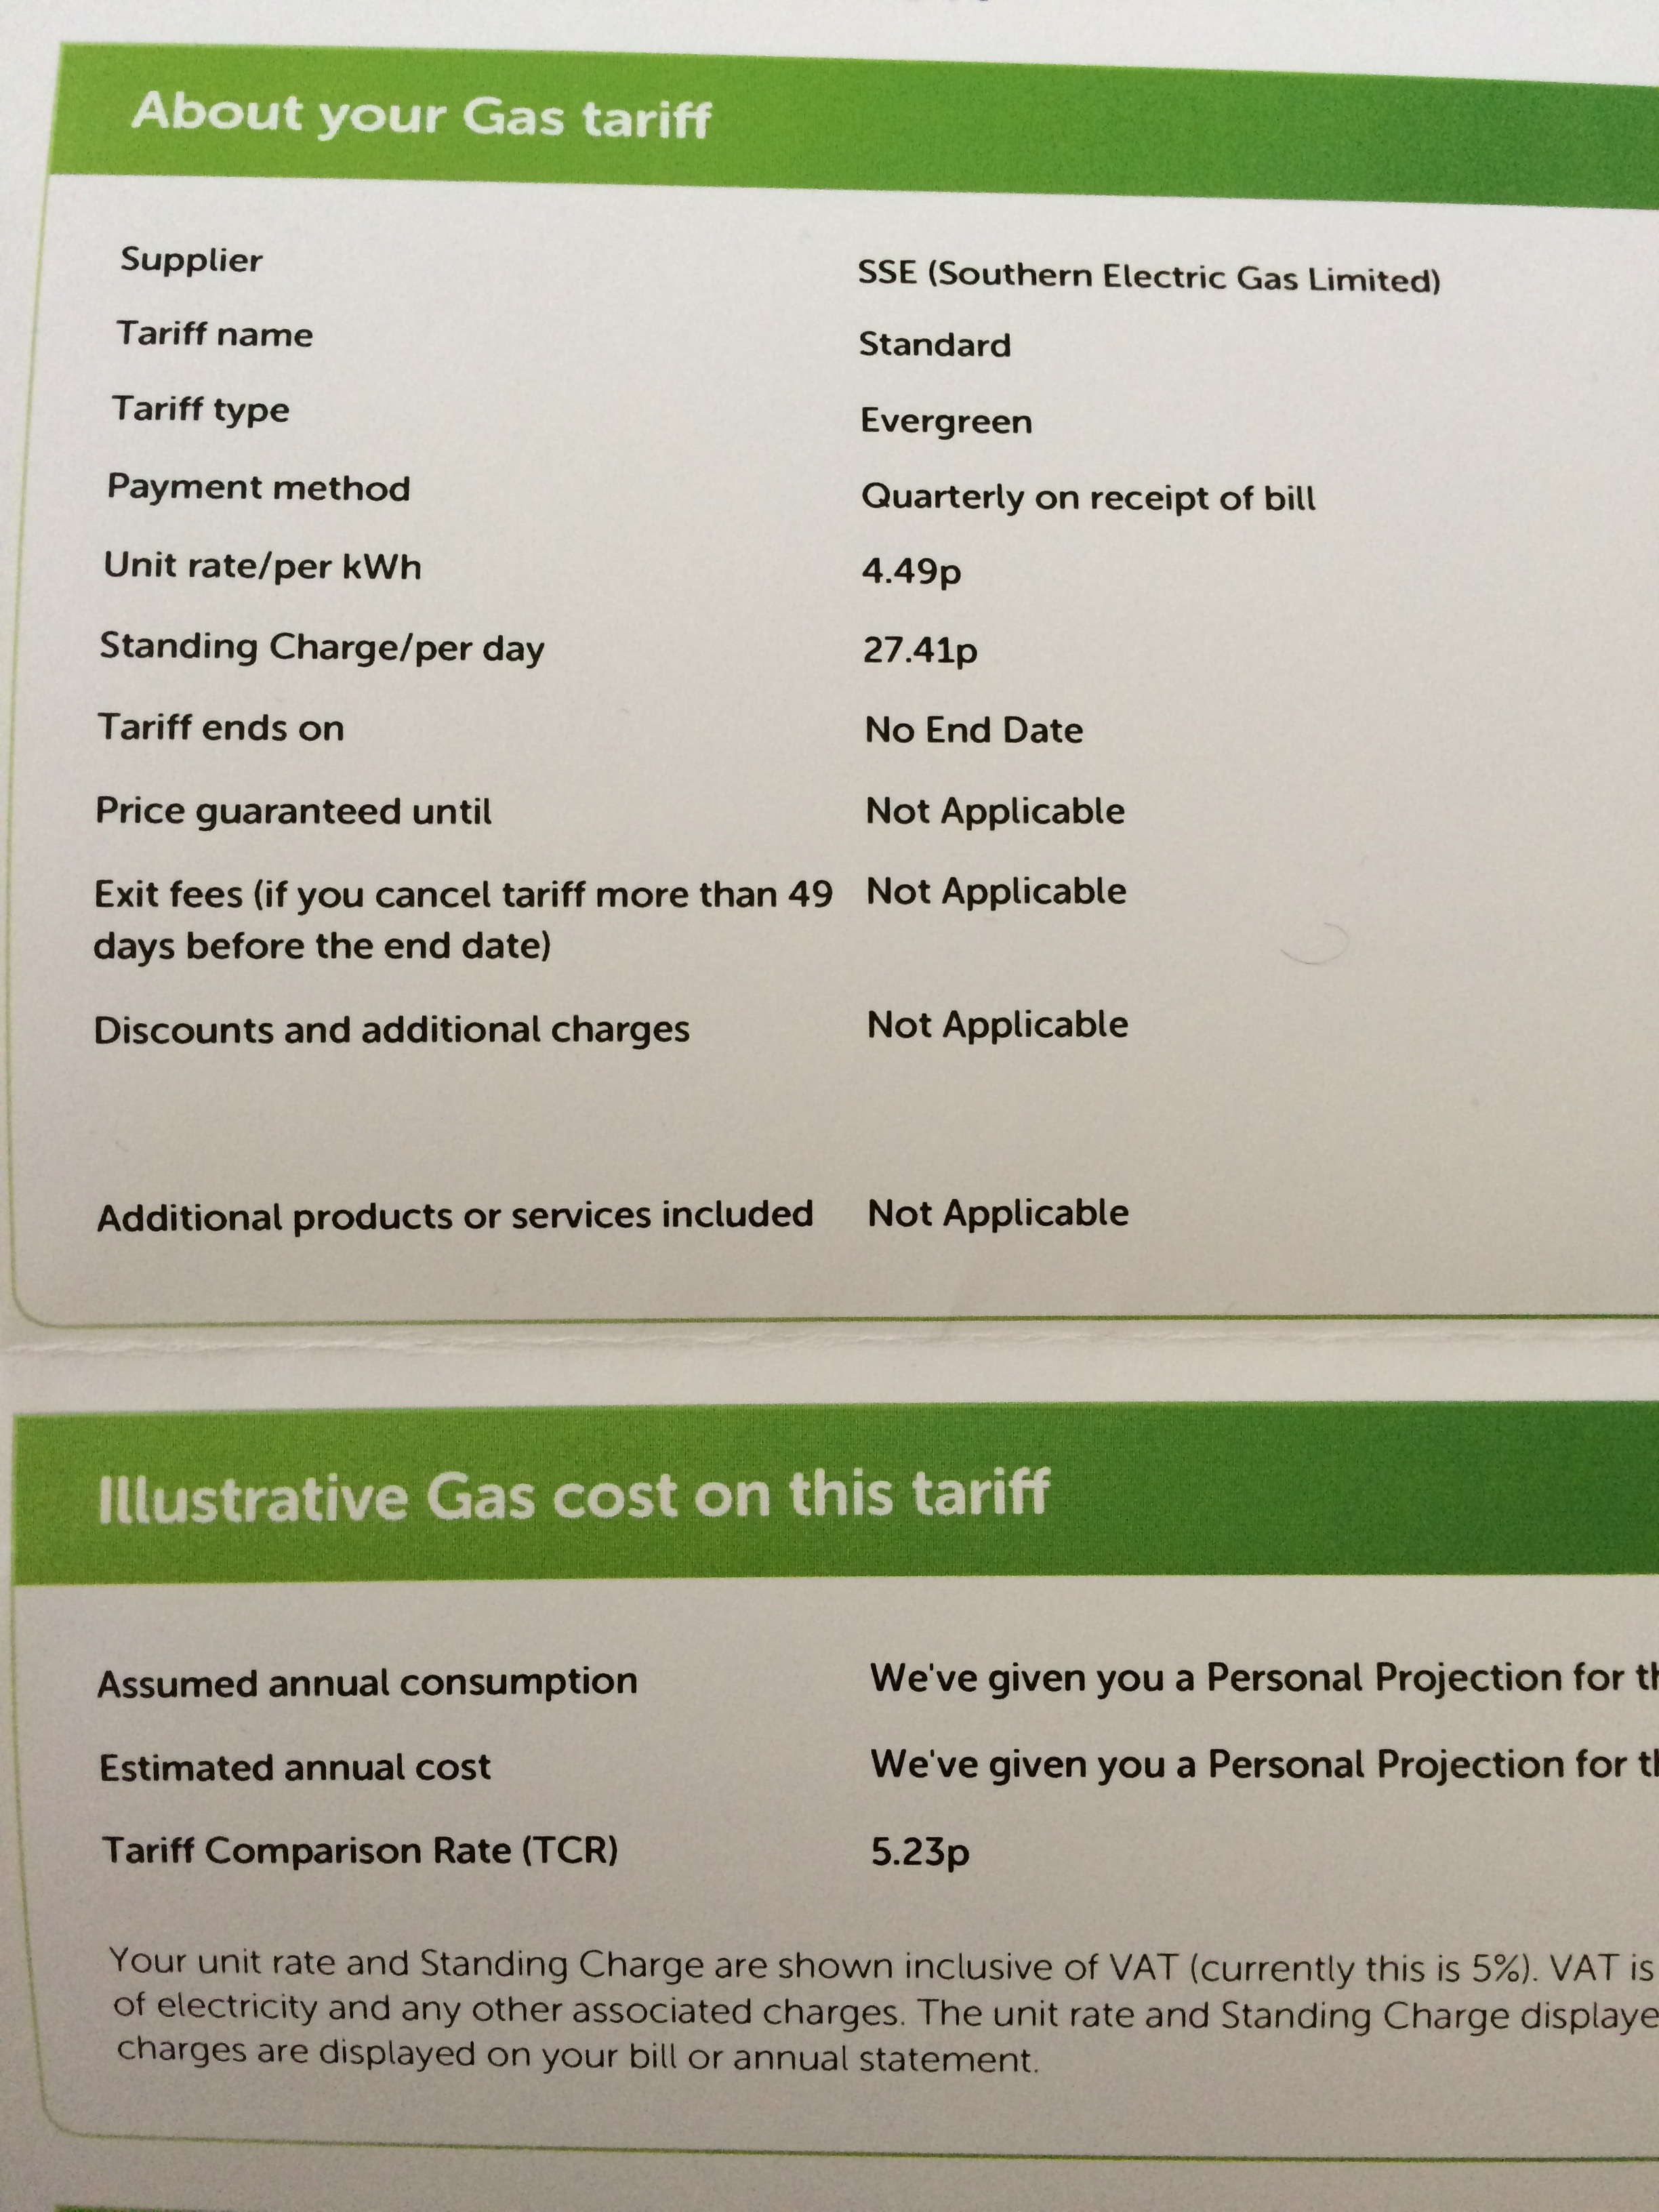 About your Gas tariff
Supplier SSE (Southern Electric Gas Limited)
Tariff name Standard
Tariff type Evergreen
Payment method Quarterly on receipt of bill
Unit rate/per kWh 4.49p
Standing Charge/per day 27.41p
Tariff ends on No End Date
Price guaranteed until Not Applicable
Exit fees (if you cancel tariff more than 49 Not Applicable
days before the end date)
Discounts and additional charges Not Applicable
Additional products or services included Not Applicable
Illustrative Gas cost on this tariff
Assumed annual consumption We've given you a Personal Projection for
Estimated annual cost We've given you a Personal Projection for
Tariff Comparison Rate (TCR) 5.23p
Your unit rate and Standing Charge are shown inclusive of VAT (currently this is 5%). VAT is
of electricity and any other associated charges. The unit rate and Standing Charge displaye
charges are displayed on your bill or annual statement.